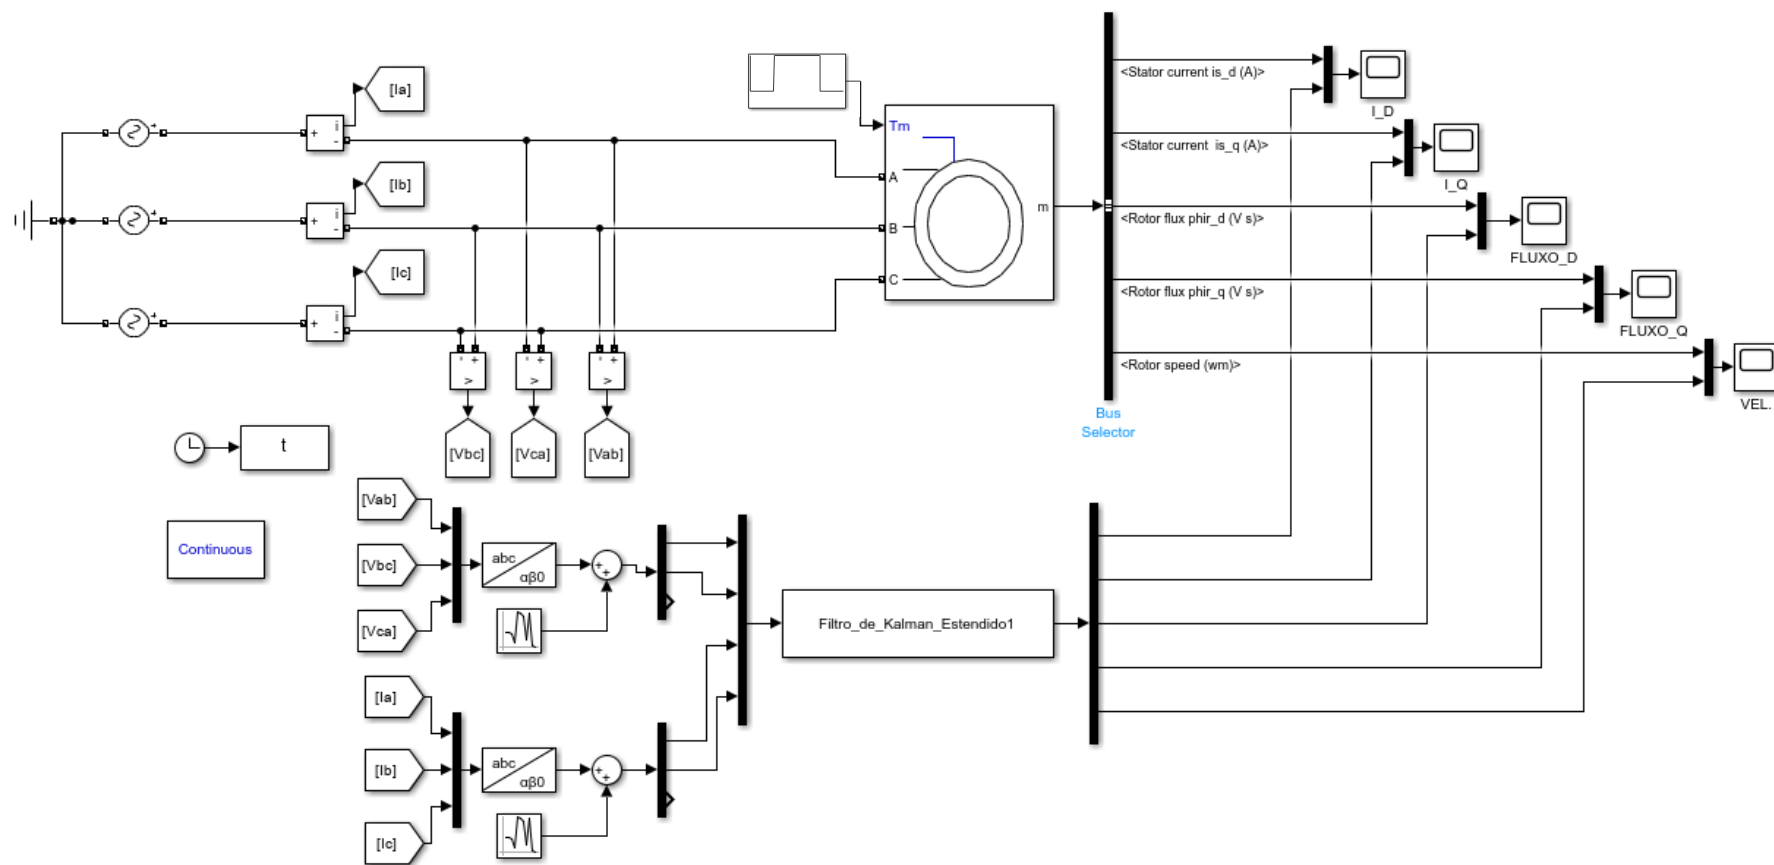 [Ia]
[Ib]
[Ic]
Tm
A
B
C
m
<Stator current is_d (A)>
<Stator current  is_q (A)>
<Rotor flux phir_d (V s)>
<Rotor flux phir_q (V s)>
<Rotor speed (wm)>
Bus
Selector
I_D
I_Q
FLUXO_D
FLUXO_Q
VEL.
+
i
-
+
i
-
+
i
-
- +
v
- +
v
- +
v
[Vbc]
[Vca]
[Vab]
t
Continuous
[Vab]
[Vbc]
[Vca]
abc
αβ0
+
+
Filtro_de_Kalman_Estendido1
[Ia]
[Ib]
[Ic]
abc
αβ0
+
+